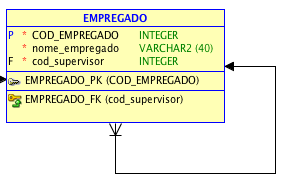 EMPREGADO
P * COD_EMPREGADO INTEGER
* nome_empregado VARCHAR2 (40)
F * cod_supervisor INTEGER
EMPREGADO_PK (COD_EMPREGADO)
EMPREGADO_FK (cod_supervisor)